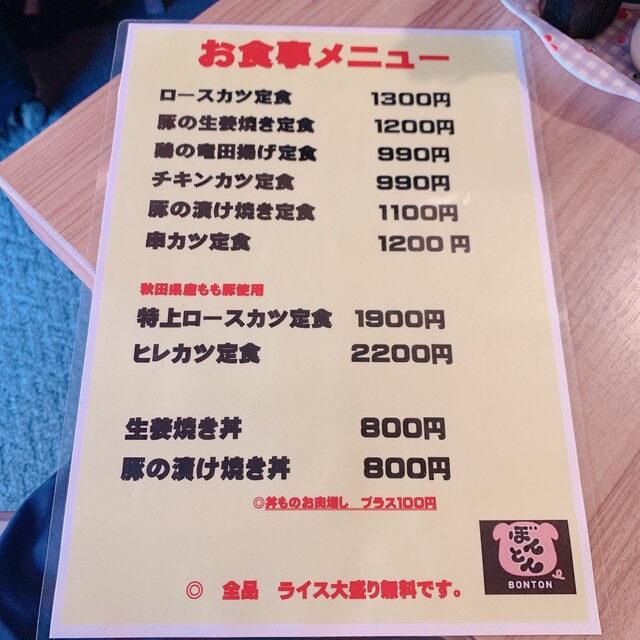 お食事メニュー
ロースカツ定食 1300円
豚の生姜焼き定食 1200円
鶏の竜田揚げ定食 990円
チキンカツ定食 990円
豚の漬け焼き定食 1100円
串カツ定食 1200円
秋田県産もも豚使用
特上ロースカツ定食 1900円
ヒレカツ定食 2200円
生姜焼き丼 800円
豚の漬け焼き丼 800円
◎丼ものお肉増し プラス100円
ぼん
とん
BONTON
◎ 全品 ライス大盛り無料です。